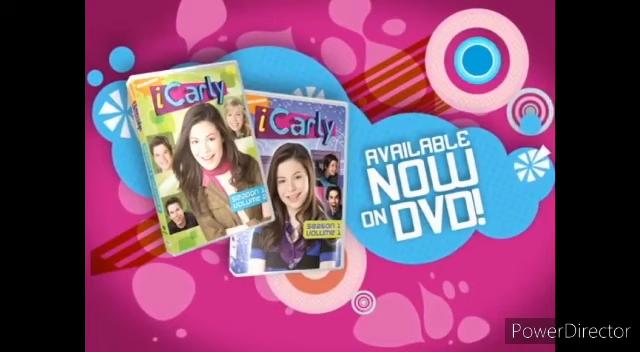 iCarly
SEASON 1
VOLUME 2
iCarly
SEASON 1
VOLUME 1
AVAILABLE
NOW
ON DVD!
PowerDirector